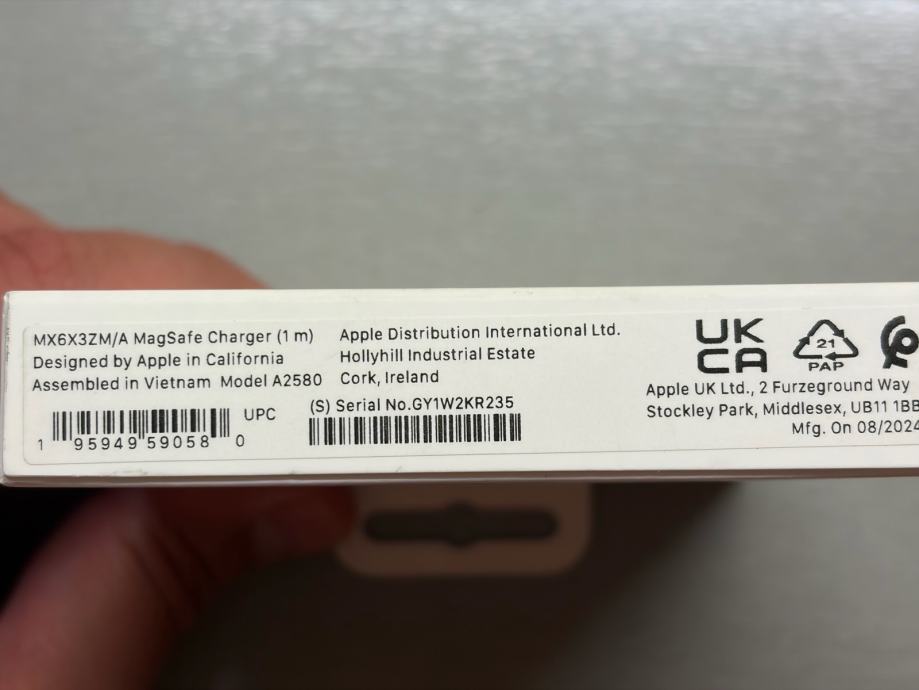 MX6X3ZM/A MagSafe Charger (1 m)
Designed by Apple in California
Assembled in Vietnam Model A2580
UPC
1 95949 59058 0
Apple Distribution International Ltd.
Hollyhill Industrial Estate
Cork, Ireland
(S) Serial No.GY1W2KR235
UK
CA
21
PAP
Apple UK Ltd., 2 Furzeground Way
Stockley Park, Middlesex, UB11 1BB
Mfg. On 08/2024